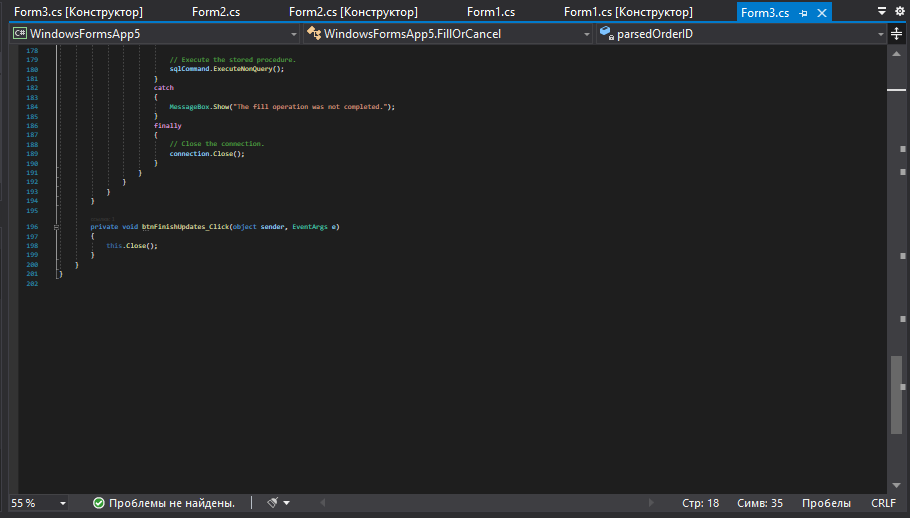 Form3.cs [Конструктор] Form2.cs Form2.cs [Конструктор] Form1.cs Form1.cs [Конструктор] Form3.cs
C# WindowsFormsApp5 WindowsFormsApp5.FillOrCancel parsedOrderID
178
179 // Execute the stored procedure.
180 sqlCommand.ExecuteNonQuery();
181 }
182 catch
183 {
184 MessageBox.Show("The fill operation was not completed.");
185 }
186 finally
187 {
188 // Close the connection.
189 connection.Close();
190 }
191 }
192 }
193 }
194 }
195
196 private void btnFinishUpdates_Click(object sender, EventArgs e)
197 {
198 this.Close();
199 }
200 }
201 }
202
55 % Проблемы не найдены. Стр: 18 Симв: 35 Пробелы CRLF